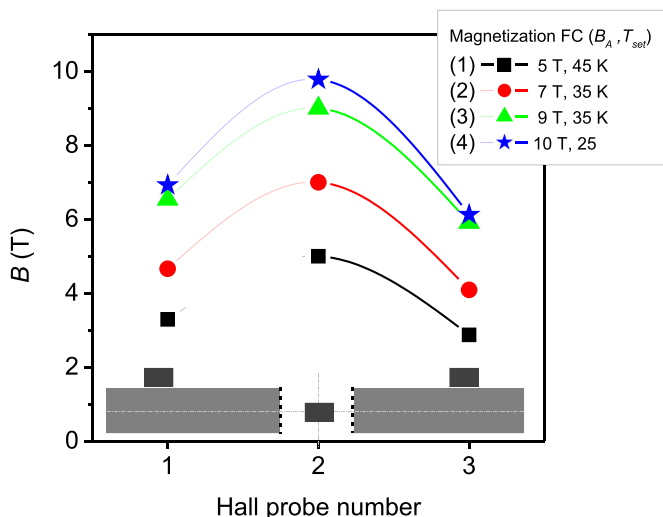 Magnetization FC (B_A ,T_set)
(1) 5 T, 45 K
(2) 7 T, 35 K
(3) 9 T, 35 K
(4) 10 T, 25
B (T)
10
8
6
4
2
0
1 2 3
Hall probe number